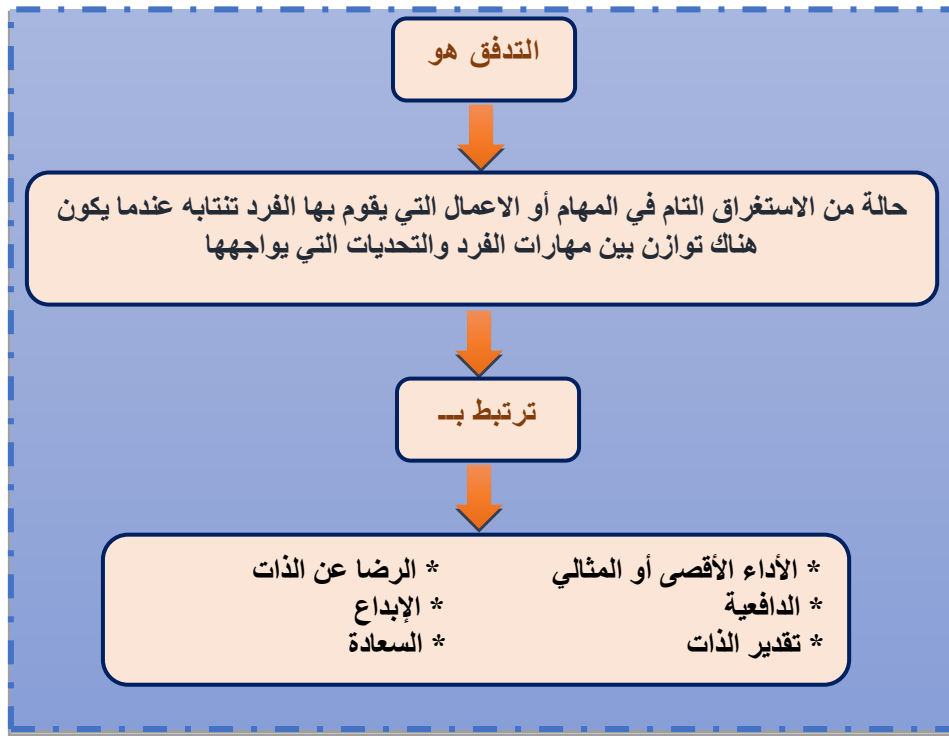 التدفق هو
حالة من الاستغراق التام في المهام أو الاعمال التي يقوم بها الفرد تنتابه عندما يكون
هناك توازن بين مهارات الفرد والتحديات التي يواجهها
ترتبط بــ
* الأداء الأقصى أو المثالي * الرضا عن الذات
* الدافعية * الإبداع
* تقدير الذات * السعادة